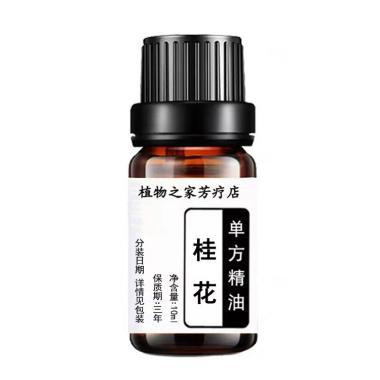 植物之家芳疗店
单方精油
桂花
净含量:10ml
保质期:三年
分装日期 详情见包装